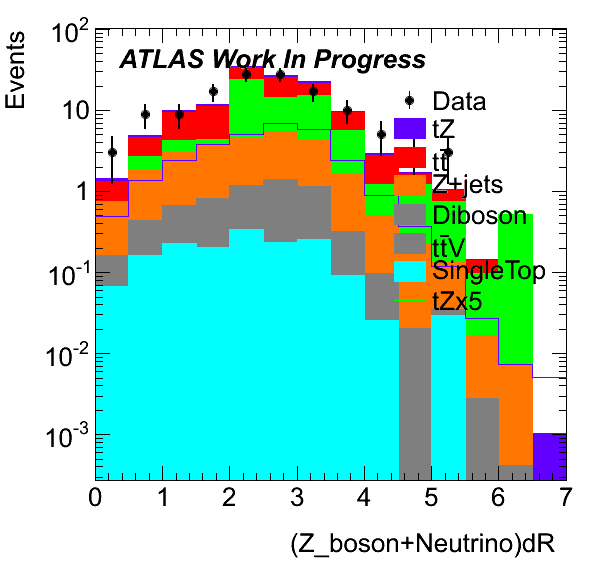 Events
10²
10
1
10⁻¹
10⁻²
10⁻³
ATLAS Work In Progress
Data
tZ
tt̄
Z+jets
Diboson
tt̄V
SingleTop
tZx5
0 1 2 3 4 5 6 7
(Z_boson+Neutrino)dR